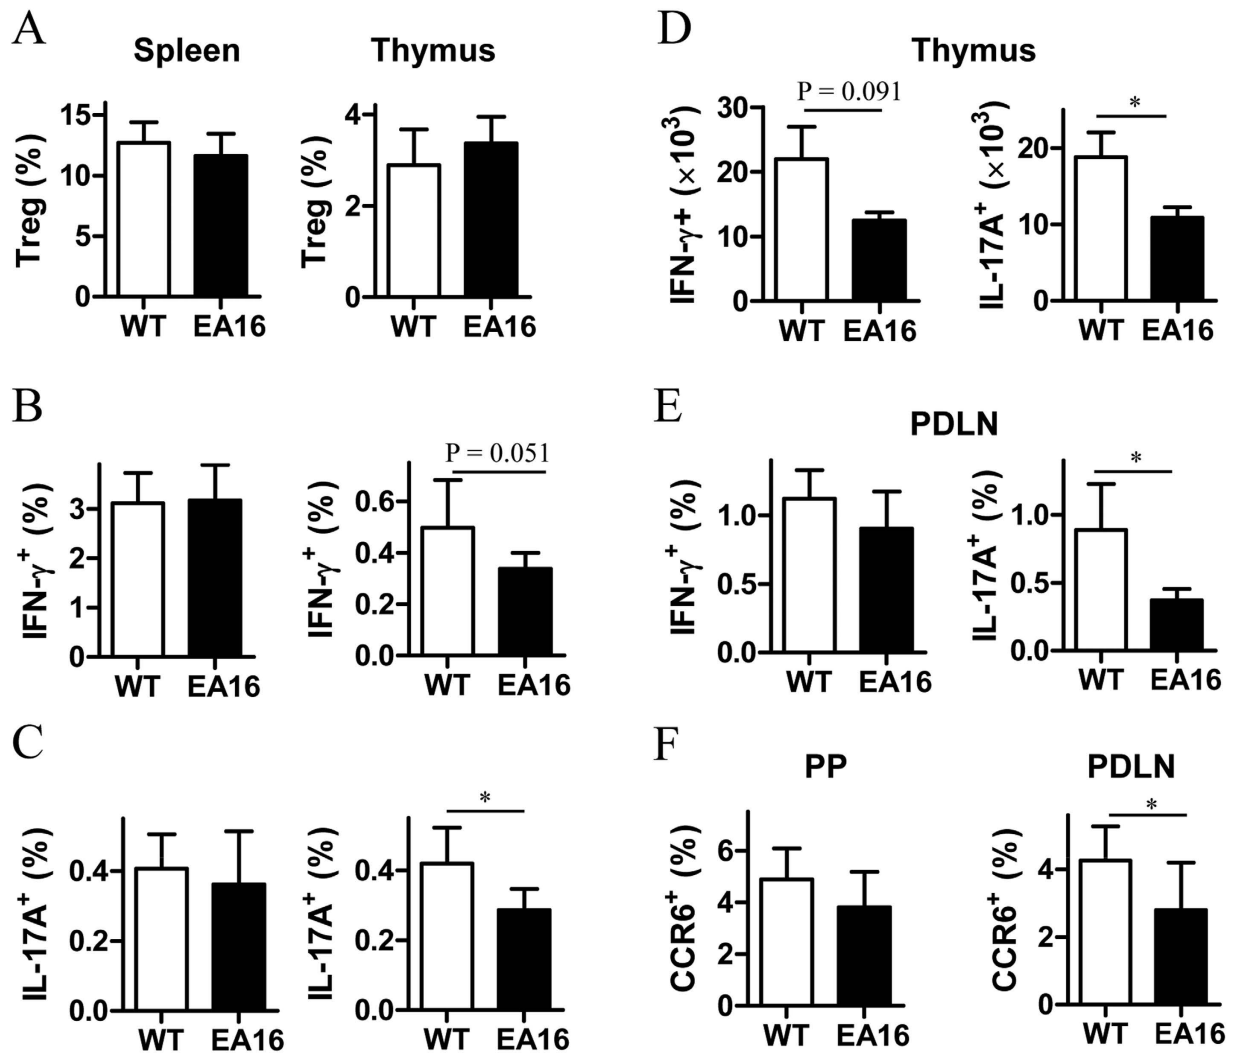 A
Spleen
Thymus
Treg (%)
15
10
5
0
WT EA16
Treg (%)
4
2
0
WT EA16
B
IFN-γ+ (%)
3
2
1
0
WT EA16
P = 0.051
IFN-γ+ (%)
0.6
0.4
0.2
0.0
WT EA16
C
IL-17A+ (%)
0.4
0.2
0.0
WT EA16
*
IL-17A+ (%)
0.4
0.2
0.0
WT EA16
D
Thymus
P = 0.091
IFN-γ+ (×10³)
30
20
10
0
WT EA16
*
IL-17A+ (×10³)
20
10
0
WT EA16
E
PDLN
IFN-γ+ (%)
1.0
0.5
0.0
WT EA16
*
IL-17A+ (%)
1.0
0.5
0.0
WT EA16
F
PP
CCR6+ (%)
6
4
2
0
WT EA16
PDLN
*
CCR6+ (%)
4
2
0
WT EA16